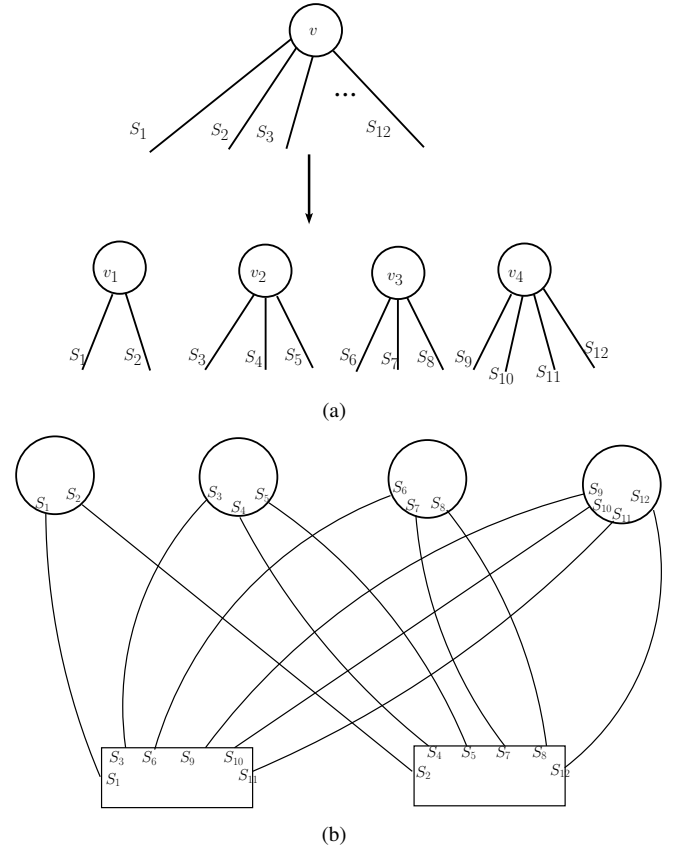 v
S₁ S₂ S₃ ... S₁₂
v₁ v₂ v₃ v₄
S₁ S₂ S₃ S₄ S₅ S₆ S₇ S₈ S₉ S₁₀ S₁₁ S₁₂
(a)
S₁ S₂ S₃ S₄ S₅ S₆ S₇ S₈ S₉ S₁₀ S₁₁ S₁₂
S₃ S₆ S₉ S₁₀ S₄ S₅ S₇ S₈
S₁ S₁₁ S₂ S₁₂
(b)